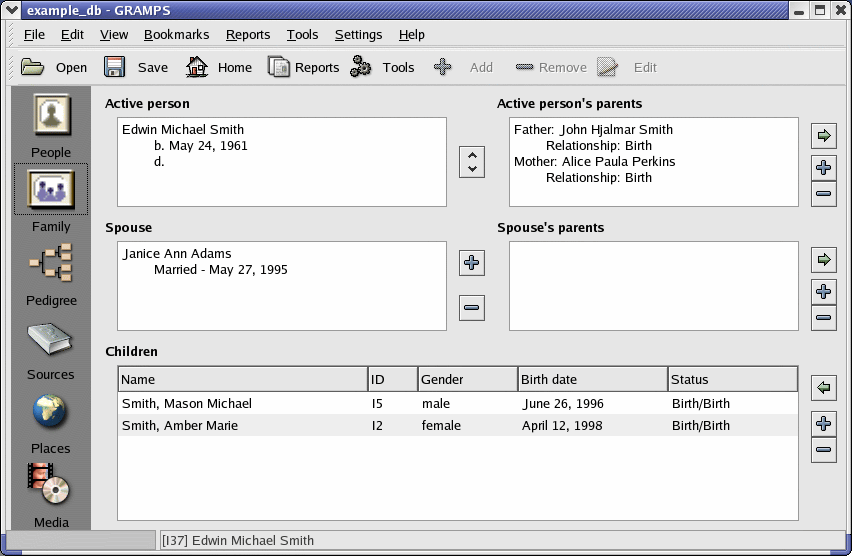 example_db - GRAMPS
File Edit View Bookmarks Reports Tools Settings Help
Open Save Home Reports Tools Add Remove Edit
People
Family
Pedigree
Sources
Places
Media
Active person
Edwin Michael Smith
b. May 24, 1961
d.
Active person's parents
Father: John Hjalmar Smith
Relationship: Birth
Mother: Alice Paula Perkins
Relationship: Birth
Spouse
Janice Ann Adams
Married - May 27, 1995
Spouse's parents
Children
Name ID Gender Birth date Status
Smith, Mason Michael I5 male June 26, 1996 Birth/Birth
Smith, Amber Marie I2 female April 12, 1998 Birth/Birth
[I37] Edwin Michael Smith